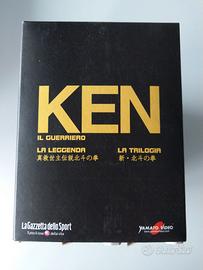 KEN
IL GUERRIERO
LA LEGGENDA
真救世主伝説北斗の拳
LA TRILOGIA
新・北斗の拳
La Gazzetta dello Sport
YAMATO VIDEO